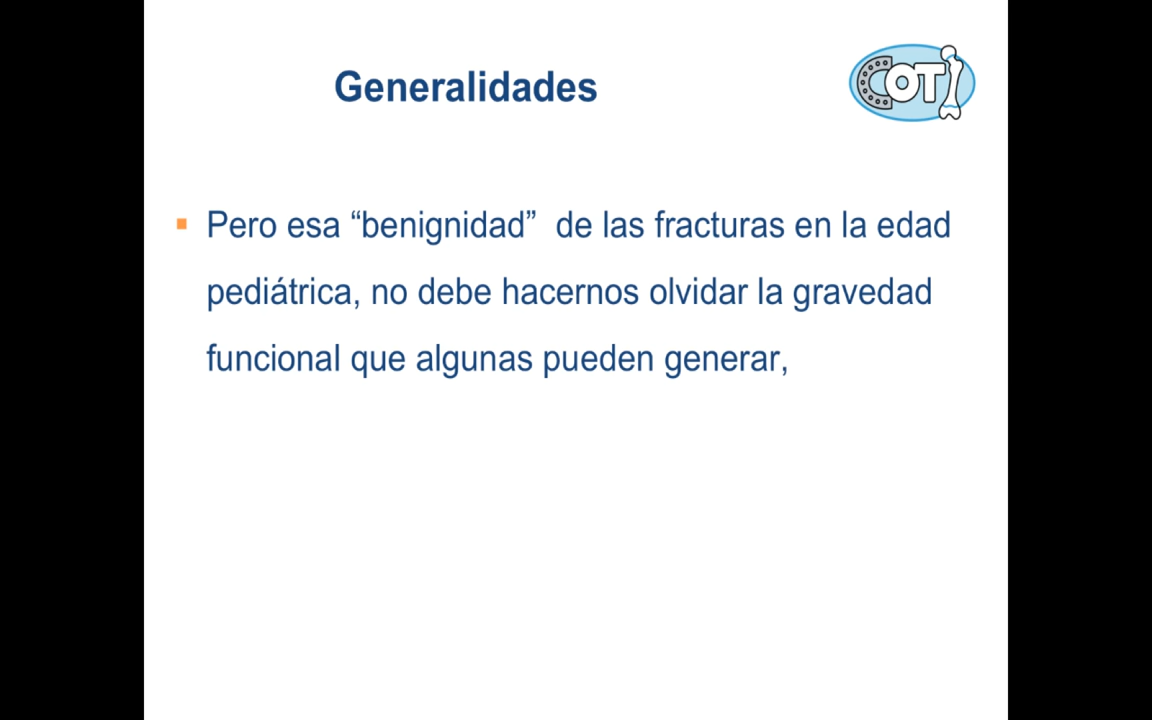 Generalidades
COTI
Pero esa “benignidad”  de las fracturas en la edad
pediátrica, no debe hacernos olvidar la gravedad
funcional que algunas pueden generar,